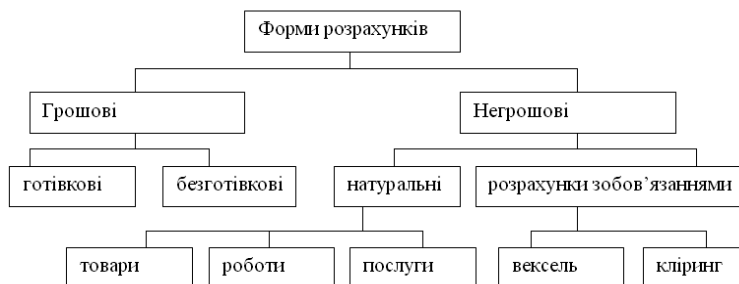 Форми розрахунків
Грошові
Негрошові
готівкові
безготівкові
натуральні
розрахунки зобов’язаннями
товари
роботи
послуги
вексель
кліринг